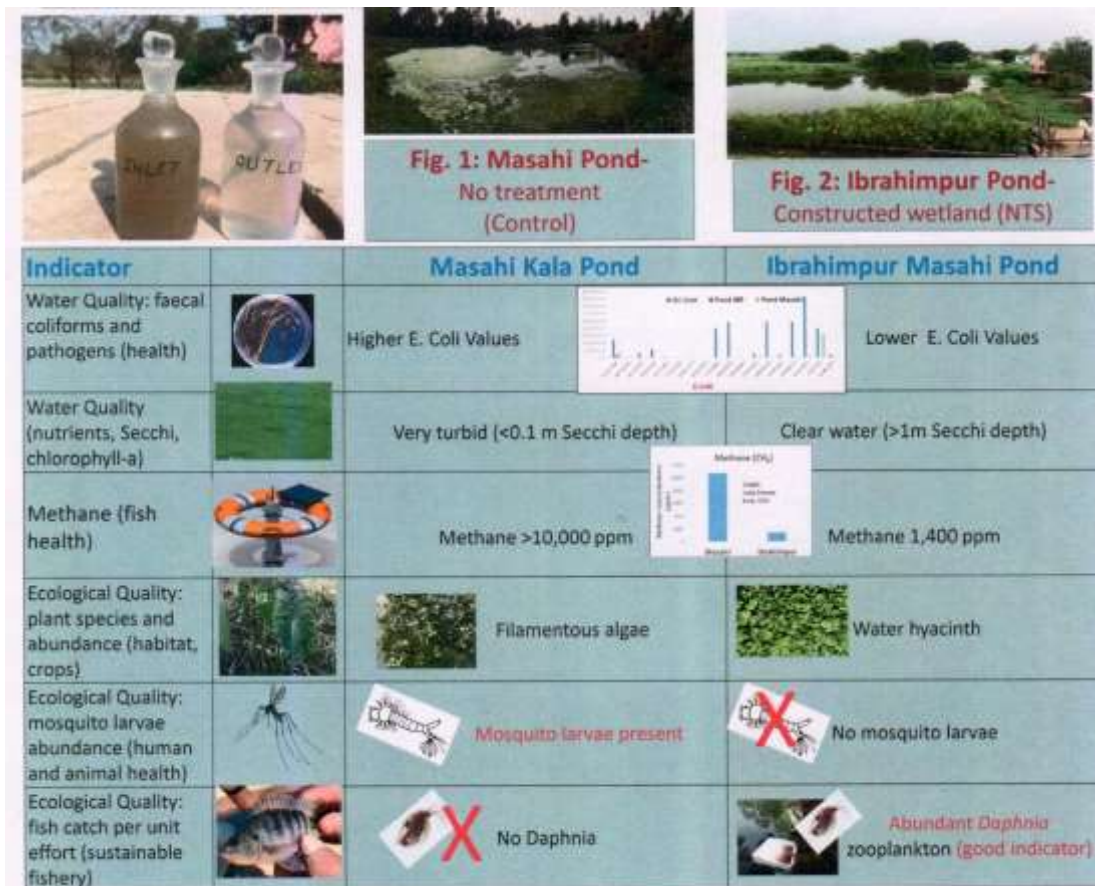 INLET
OUTLET
Fig. 1: Masahi Pond-
No treatment
(Control)
Fig. 2: Ibrahimpur Pond-
Constructed wetland (NTS)
Indicator
Masahi Kala Pond
Ibrahimpur Masahi Pond
Water Quality: faecal
coliforms and
pathogens (health)
Higher E. Coli Values
Lower E. Coli Values
Water Quality
(nutrients, Secchi,
chlorophyll-a)
Very turbid (<0.1 m Secchi depth)
Clear water (>1m Secchi depth)
Methane (fish
health)
Methane >10,000 ppm
Methane (CH₄)
Masahi
Ibrahimpur
Methane 1,400 ppm
Ecological Quality:
plant species and
abundance (habitat,
crops)
Filamentous algae
Water hyacinth
Ecological Quality:
mosquito larvae
abundance (human
and animal health)
Mosquito larvae present
No mosquito larvae
Ecological Quality:
fish catch per unit
effort (sustainable
fishery)
No Daphnia
Abundant Daphnia
zooplankton (good indicator)